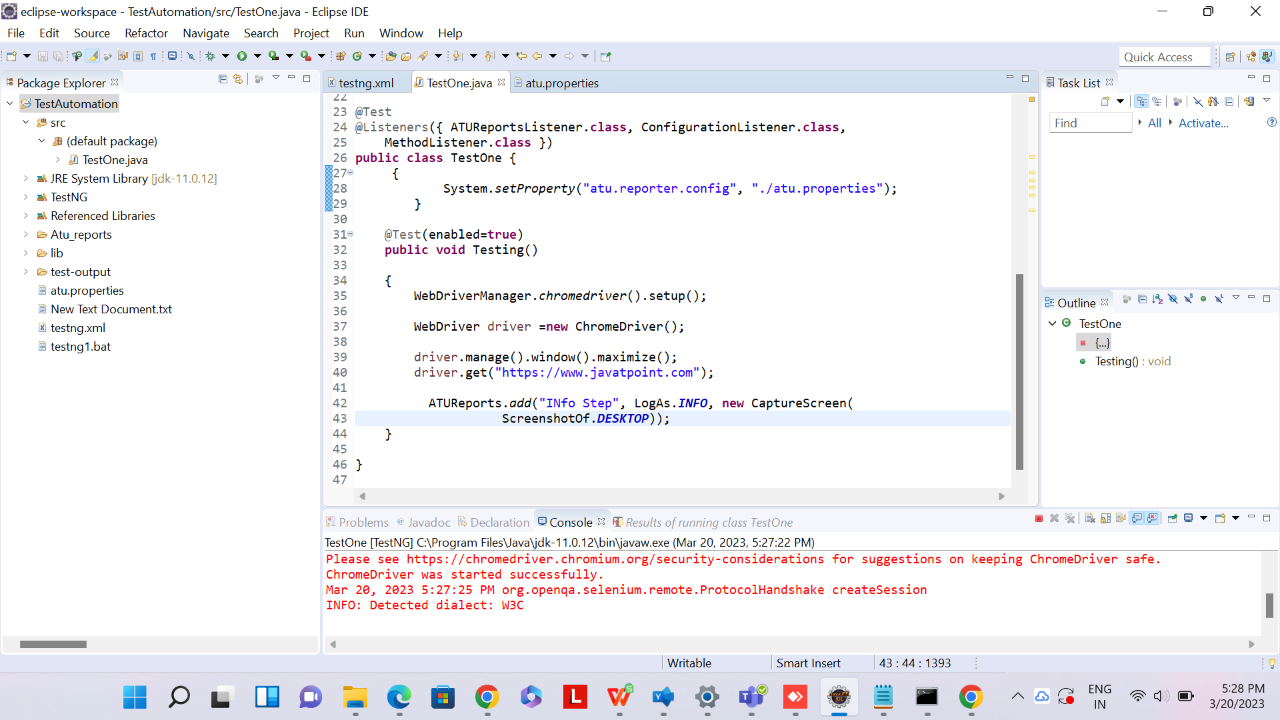 eclipse-workspace - TestAutomation/src/TestOne.java - Eclipse IDE
File Edit Source Refactor Navigate Search Project Run Window Help
Quick Access
Package Explorer
TestAutomation
src
(default package)
TestOne.java
JRE System Library [jdk-11.0.12]
TestNG
Referenced Libraries
Atu_reports
lib
test-output
atu.properties
New Text Document.txt
testng.xml
testng1.bat
testng.xml TestOne.java atu.properties
22
23 @Test
24 @Listeners({ ATUReportsListener.class, ConfigurationListener.class,
25 MethodListener.class })
26 public class TestOne {
27 {
28 System.setProperty("atu.reporter.config", "./atu.properties");
29 }
30
31 @Test(enabled=true)
32 public void Testing()
33
34 {
35 WebDriverManager.chromedriver().setup();
36
37 WebDriver driver =new ChromeDriver();
38
39 driver.manage().window().maximize();
40 driver.get("https://www.javatpoint.com");
41
42 ATUReports.add("INfo Step", LogAs.INFO, new CaptureScreen(
43 ScreenshotOf.DESKTOP));
44 }
45
46 }
47
Task List
Find All Activate...
Outline
TestOne
{...}
Testing() : void
Problems Javadoc Declaration Console Results of running class TestOne
TestOne [TestNG] C:\Program Files\Java\jdk-11.0.12\bin\javaw.exe (Mar 20, 2023, 5:27:22 PM)
Please see https://chromedriver.chromium.org/security-considerations for suggestions on keeping ChromeDriver safe.
ChromeDriver was started successfully.
Mar 20, 2023 5:27:25 PM org.openqa.selenium.remote.ProtocolHandshake createSession
INFO: Detected dialect: W3C
Writable Smart Insert 43 : 44 : 1393
ENG
IN
5:28 PM
3/20/2023